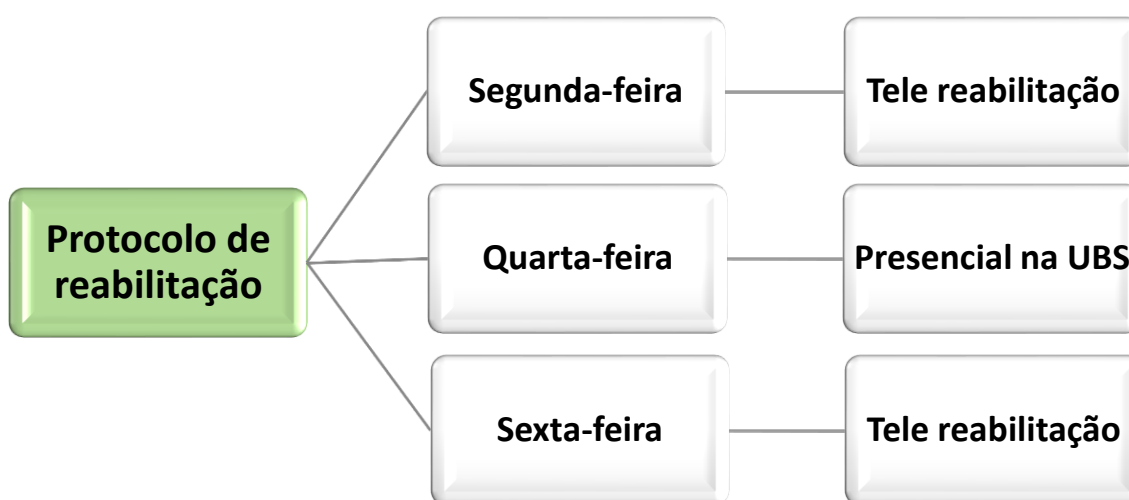 Segunda-feira
Tele reabilitação
Protocolo de
reabilitação
Quarta-feira
Presencial na UBS
Sexta-feira
Tele reabilitação